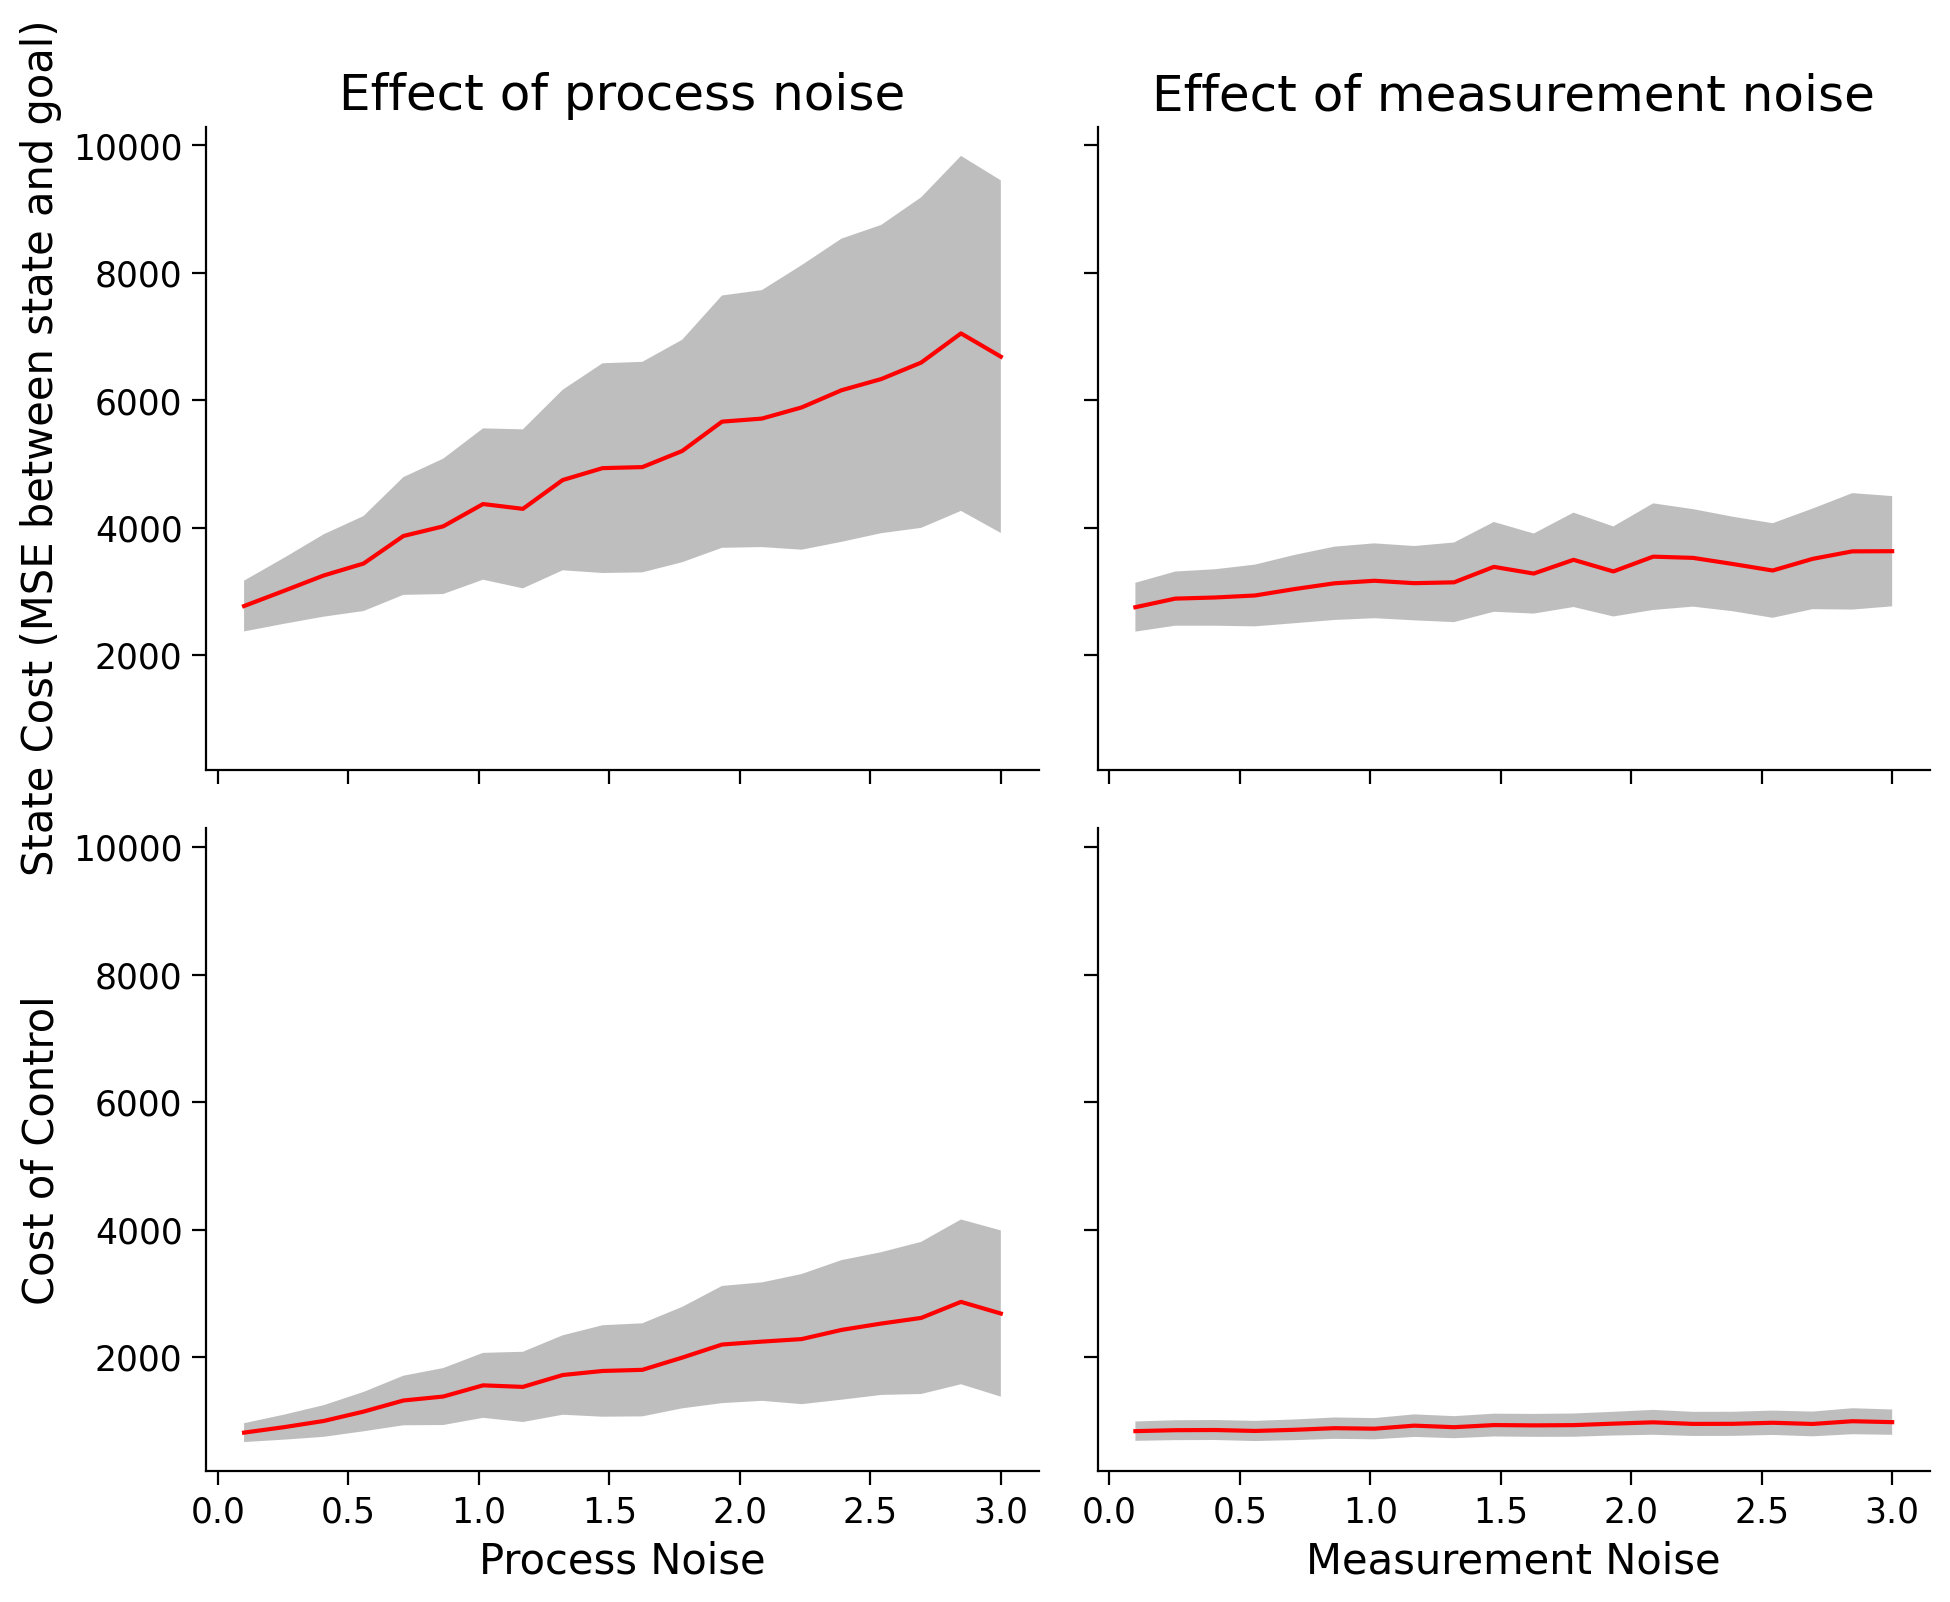 Effect of process noise
Effect of measurement noise
State Cost (MSE between state and goal)
10000
8000
6000
4000
2000
Cost of Control
10000
8000
6000
4000
2000
0.0 0.5 1.0 1.5 2.0 2.5 3.0
0.0 0.5 1.0 1.5 2.0 2.5 3.0
Process Noise
Measurement Noise